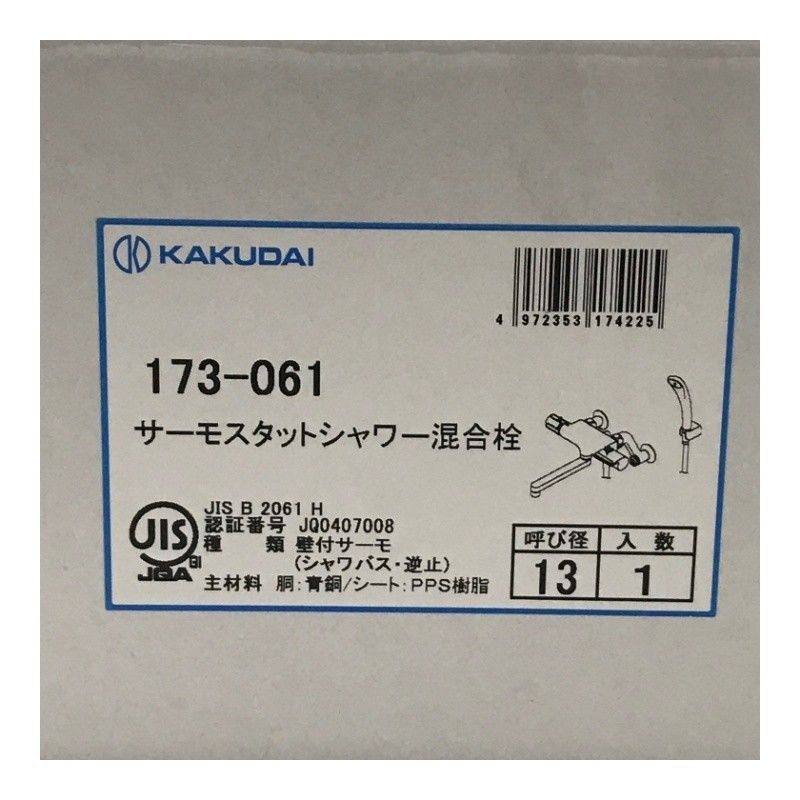 KAKUDAI
4 972353 174225
173-061
サーモスタットシャワー混合栓
JIS
GI
JQA
JIS B 2061 H
認証番号 JQ0407008
種 類 壁付サーモ
(シャワバス・逆止)
主材料 胴:青銅/シート:PPS樹脂
呼び径 入 数
13 1